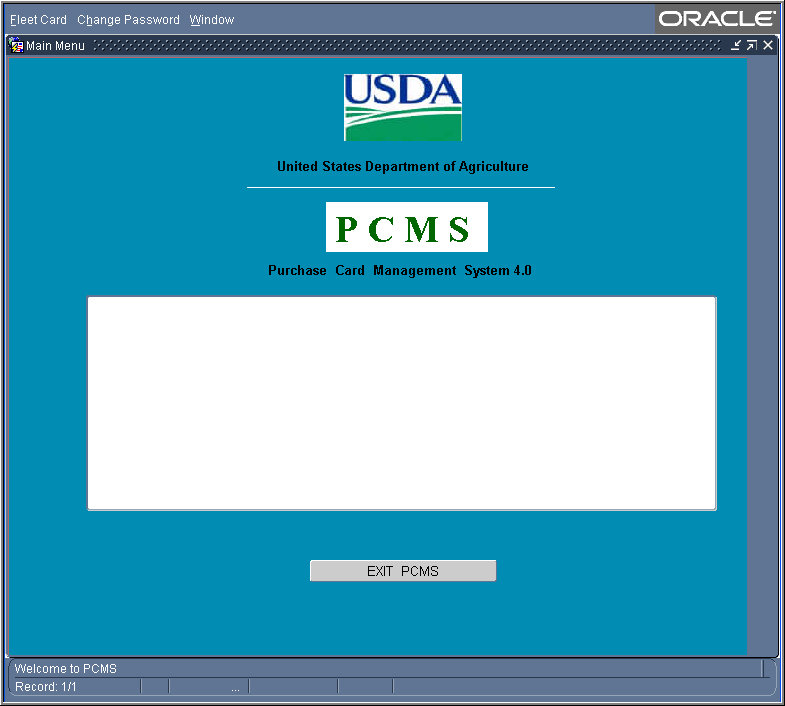 Fleet Card Change Password Window
ORACLE
Main Menu
USDA
United States Department of Agriculture
P C M S
Purchase Card Management System 4.0
EXIT PCMS
Welcome to PCMS
Record: 1/1
...